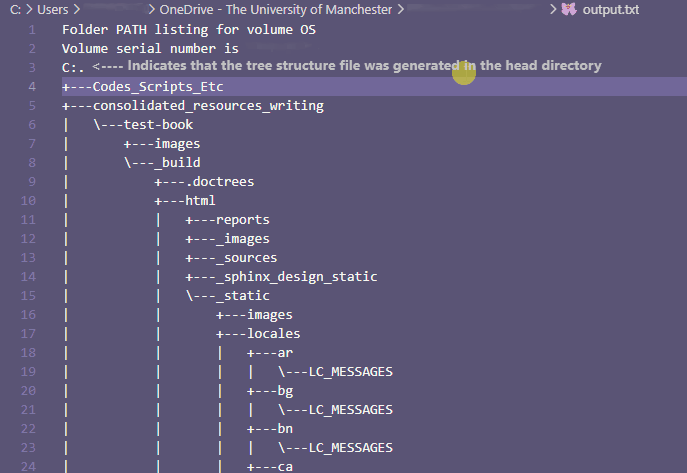 C: > Users > OneDrive - The University of Manchester > > output.txt
1 Folder PATH listing for volume OS
2 Volume serial number is
3 C:. <---- Indicates that the tree structure file was generated in the head directory
4 +---Codes_Scripts_Etc
5 +---consolidated_resources_writing
6 |   \---test-book
7 |       +---images
8 |       \---_build
9 |           +---.doctrees
10 |           +---html
11 |           |   +---reports
12 |           |   +---_images
13 |           |   +---_sources
14 |           |   +---_sphinx_design_static
15 |           |   \---_static
16 |           |       +---images
17 |           |       +---locales
18 |           |       |   +---ar
19 |           |       |   |   \---LC_MESSAGES
20 |           |       |   +---bg
21 |           |       |   |   \---LC_MESSAGES
22 |           |       |   +---bn
23 |           |       |   |   \---LC_MESSAGES
24 |           |       |   +---ca